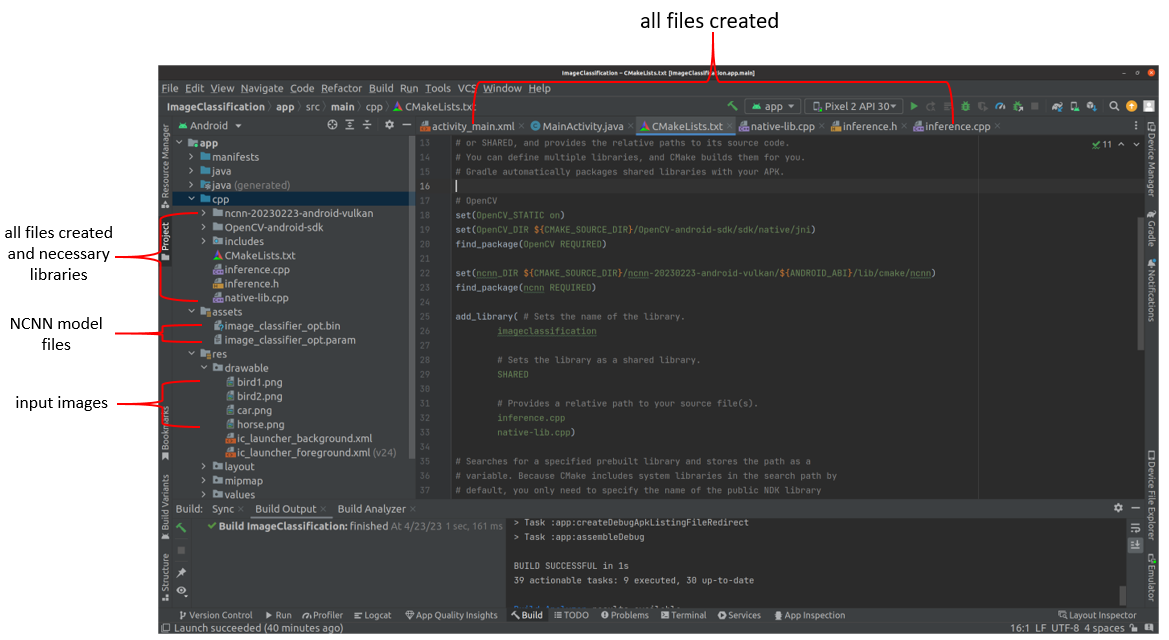 all files created
ImageClassification – CMakeLists.txt [ImageClassification.app.main]
File Edit View Navigate Code Refactor Build Run Tools VCS Window Help
ImageClassification app src main cpp CMakeLists.txt
app Pixel 2 API 30
Android
activity_main.xml MainActivity.java CMakeLists.txt native-lib.cpp inference.h inference.cpp
Resource Manager
Project
Bookmarks
Build Variants
Structure
all files created
and necessary
libraries
NCNN model
files
input images
app
manifests
java
java (generated)
cpp
ncnn-20230223-android-vulkan
OpenCV-android-sdk
includes
CMakeLists.txt
inference.cpp
inference.h
native-lib.cpp
assets
image_classifier_opt.bin
image_classifier_opt.param
res
drawable
bird1.png
bird2.png
car.png
horse.png
ic_launcher_background.xml
ic_launcher_foreground.xml (v24)
layout
mipmap
values
11
13 # or SHARED, and provides the relative paths to its source code.
14 # You can define multiple libraries, and CMake builds them for you.
15 # Gradle automatically packages shared libraries with your APK.
16
17 # OpenCV
18 set(OpenCV_STATIC on)
19 set(OpenCV_DIR ${CMAKE_SOURCE_DIR}/OpenCV-android-sdk/sdk/native/jni)
20 find_package(OpenCV REQUIRED)
21
22 set(ncnn_DIR ${CMAKE_SOURCE_DIR}/ncnn-20230223-android-vulkan/${ANDROID_ABI}/lib/cmake/ncnn)
23 find_package(ncnn REQUIRED)
24
25 add_library( # Sets the name of the library.
26 imageclassification
27
28 # Sets the library as a shared library.
29 SHARED
30
31 # Provides a relative path to your source file(s).
32 inference.cpp
33 native-lib.cpp)
34
35 # Searches for a specified prebuilt library and stores the path as a
36 # variable. Because CMake includes system libraries in the search path by
37 # default, you only need to specify the name of the public NDK library
Device Manager
Gradle
Notifications
Device File Explorer
Emulator
Build: Sync Build Output Build Analyzer
Build ImageClassification: finished At 4/23/23 1 sec, 161 ms
> Task :app:createDebugApkListingFileRedirect
> Task :app:assembleDebug
BUILD SUCCESSFUL in 1s
39 actionable tasks: 9 executed, 30 up-to-date
Version Control Run Profiler Logcat App Quality Insights Build TODO Problems Terminal Services App Inspection Layout Inspector
Launch succeeded (40 minutes ago) 16:1 LF UTF-8 4 spaces